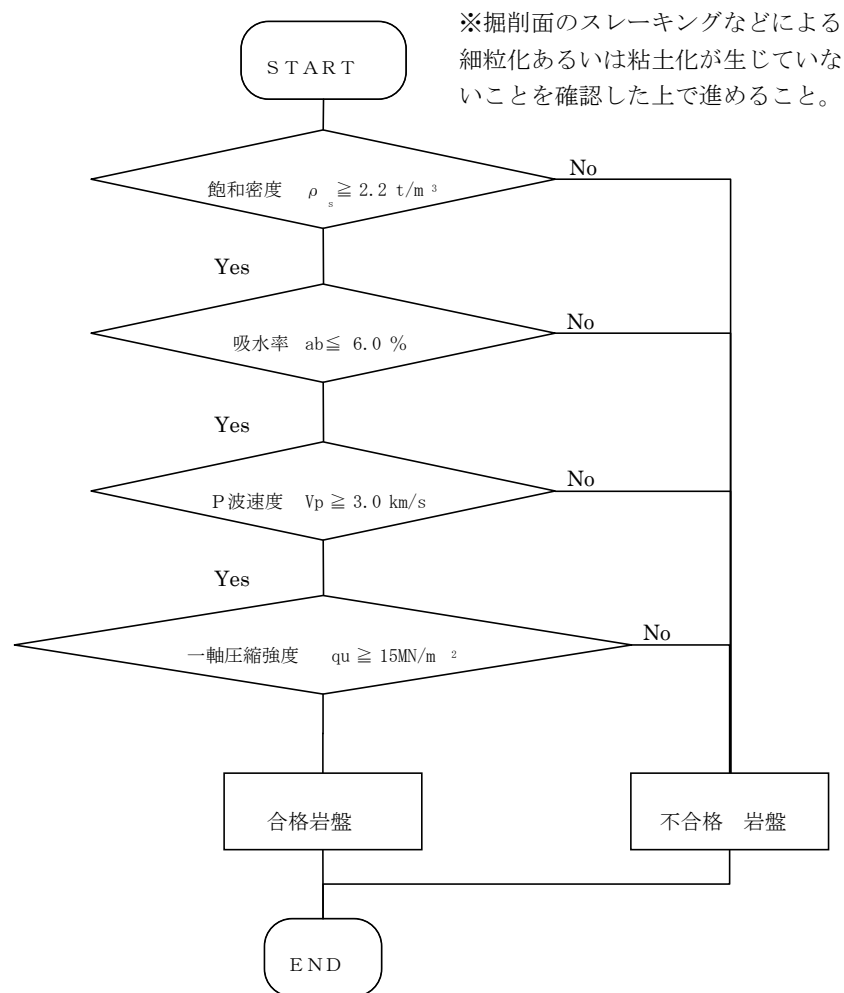 ※掘削面のスレーキングなどによる
細粒化あるいは粘土化が生じていな
いことを確認した上で進めること。
ＳＴＡＲＴ
No
飽和密度 ρs ≧ 2.2 t/m³
Yes
No
吸水率 ab≦ 6.0 %
Yes
No
Ｐ波速度 Vp ≧ 3.0 km/s
Yes
No
一軸圧縮強度 qu ≧ 15MN/m ²
合格岩盤
不合格 岩盤
ＥＮＤ